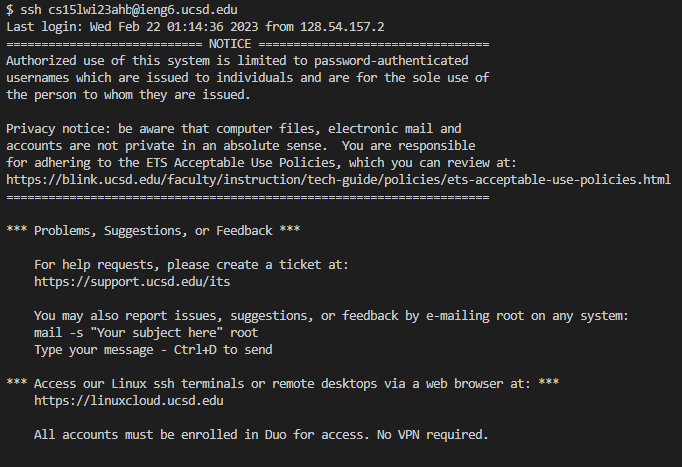 $ ssh cs15lwi23ahb@ieng6.ucsd.edu
Last login: Wed Feb 22 01:14:36 2023 from 128.54.157.2
============================ NOTICE =================================
Authorized use of this system is limited to password-authenticated
usernames which are issued to individuals and are for the sole use of
the person to whom they are issued.

Privacy notice: be aware that computer files, electronic mail and
accounts are not private in an absolute sense.  You are responsible
for adhering to the ETS Acceptable Use Policies, which you can review at:
https://blink.ucsd.edu/faculty/instruction/tech-guide/policies/ets-acceptable-use-policies.html
=====================================================================

*** Problems, Suggestions, or Feedback ***

    For help requests, please create a ticket at:
    https://support.ucsd.edu/its

    You may also report issues, suggestions, or feedback by e-mailing root on any system:
    mail -s "Your subject here" root
    Type your message - Ctrl+D to send

*** Access our Linux ssh terminals or remote desktops via a web browser at: ***
    https://linuxcloud.ucsd.edu

    All accounts must be enrolled in Duo for access. No VPN required.